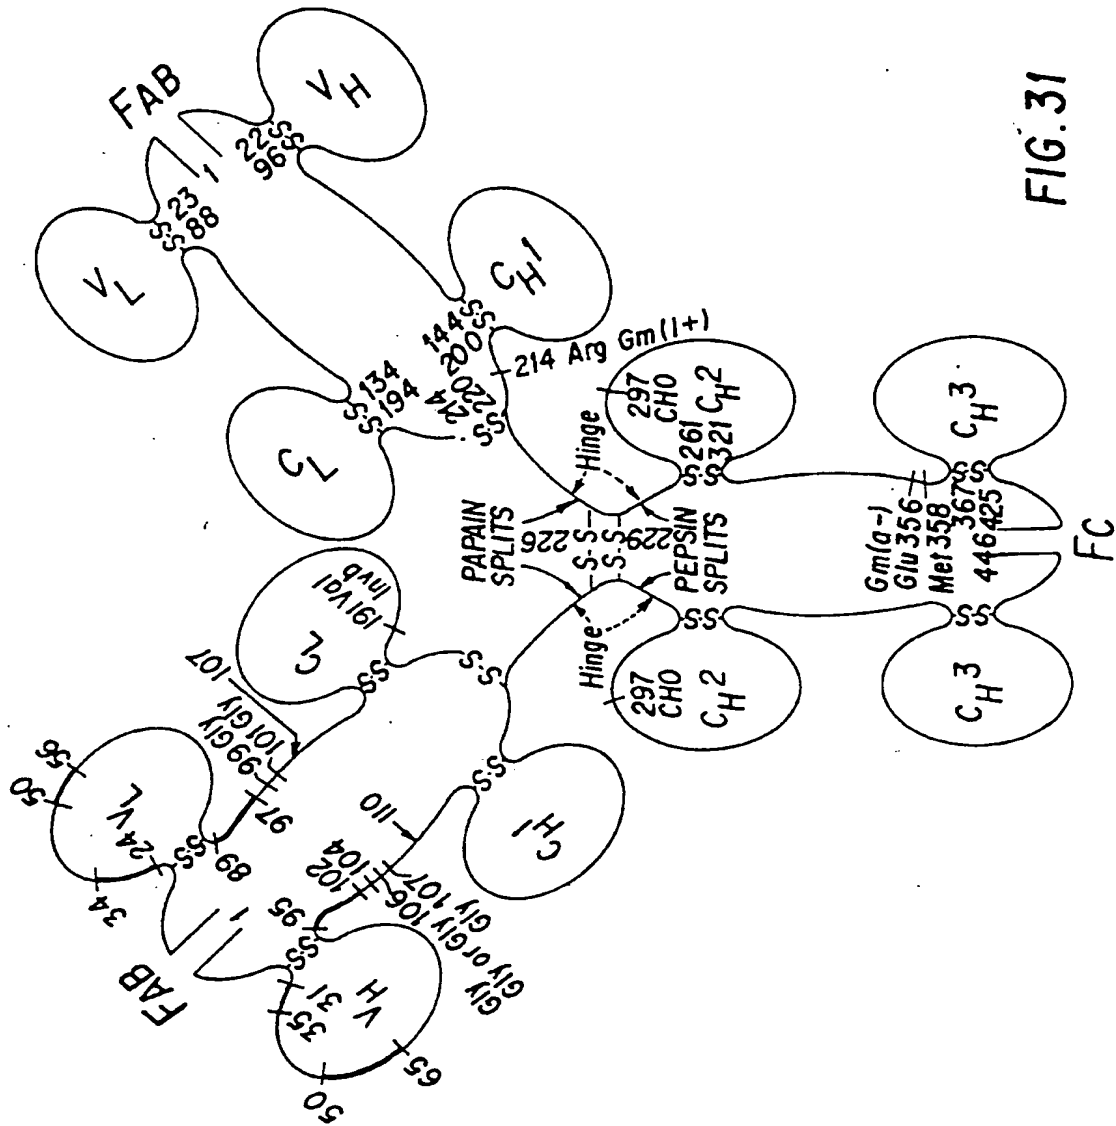 FAB
V L
23
88
S-S
1
22
96
S-S
V H
C L
S-S
134
194
144
200
S-S
C H 1
214
220
S-S
214 Arg Gm(1+)
FAB
1
34
50
56
24 V L
S-S
89
97
99 Gly
101 Gly
107
C L
191 Val
Invb
S-S
S-S
95
S-S
31
35
V H
50
65
102
104
106
107
110
Gly
Gly or Gly
Gly
S-S
C H 1
PAPAIN
SPLITS
226
S-S
S-S
229
PEPSIN
SPLITS
Hinge
Hinge
297
CHO
C H 2
S-S
297
CHO
C H 2
S-S 261
321
Gm(a-)
Glu 356
Met 358
367
446 425
S-S
S-S
C H 3
C H 3
FC
FIG. 31